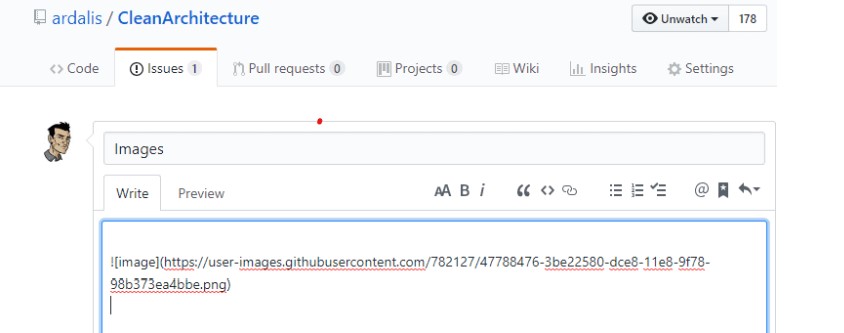 ardalis / CleanArchitecture
Unwatch 178
<> Code Issues 1 Pull requests 0 Projects 0 Wiki Insights Settings
Images
Write Preview AA B i “ <> @
![image](https://user-images.githubusercontent.com/782127/47788476-3be22580-dce8-11e8-9f78-
98b373ea4bbe.png)